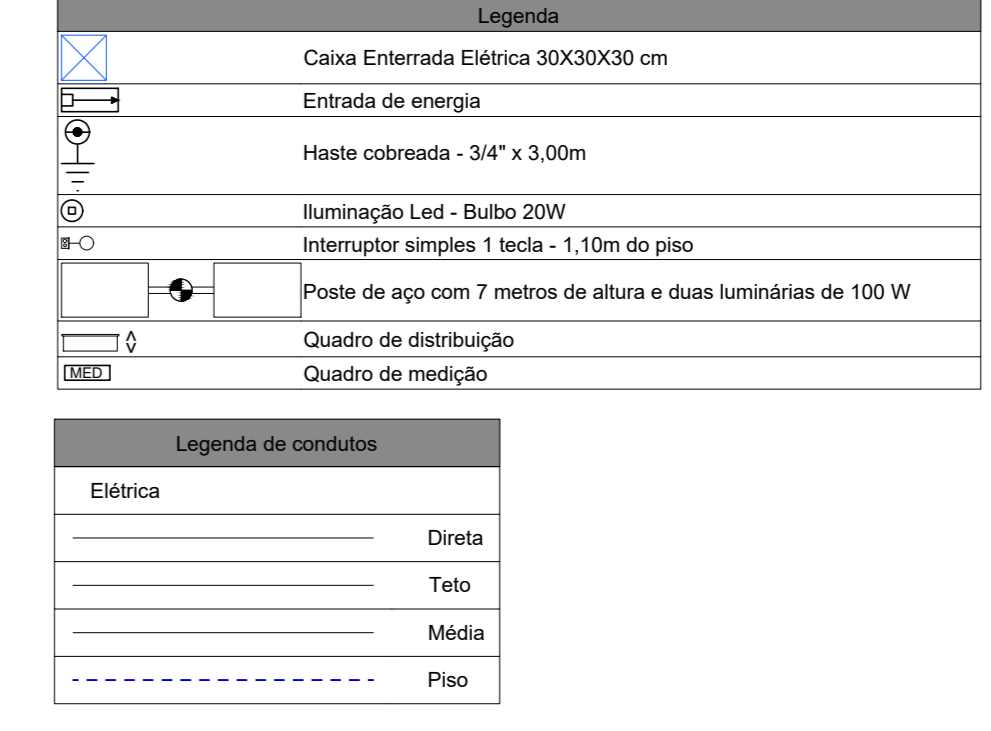 Legenda
Caixa Enterrada Elétrica 30X30X30 cm
Entrada de energia
Haste cobreada - 3/4" x 3,00m
Iluminação Led - Bulbo 20W
Interruptor simples 1 tecla - 1,10m do piso
Poste de aço com 7 metros de altura e duas luminárias de 100 W
Quadro de distribuição
MED Quadro de medição
Legenda de condutos
Elétrica
Direta
Teto
Média
Piso